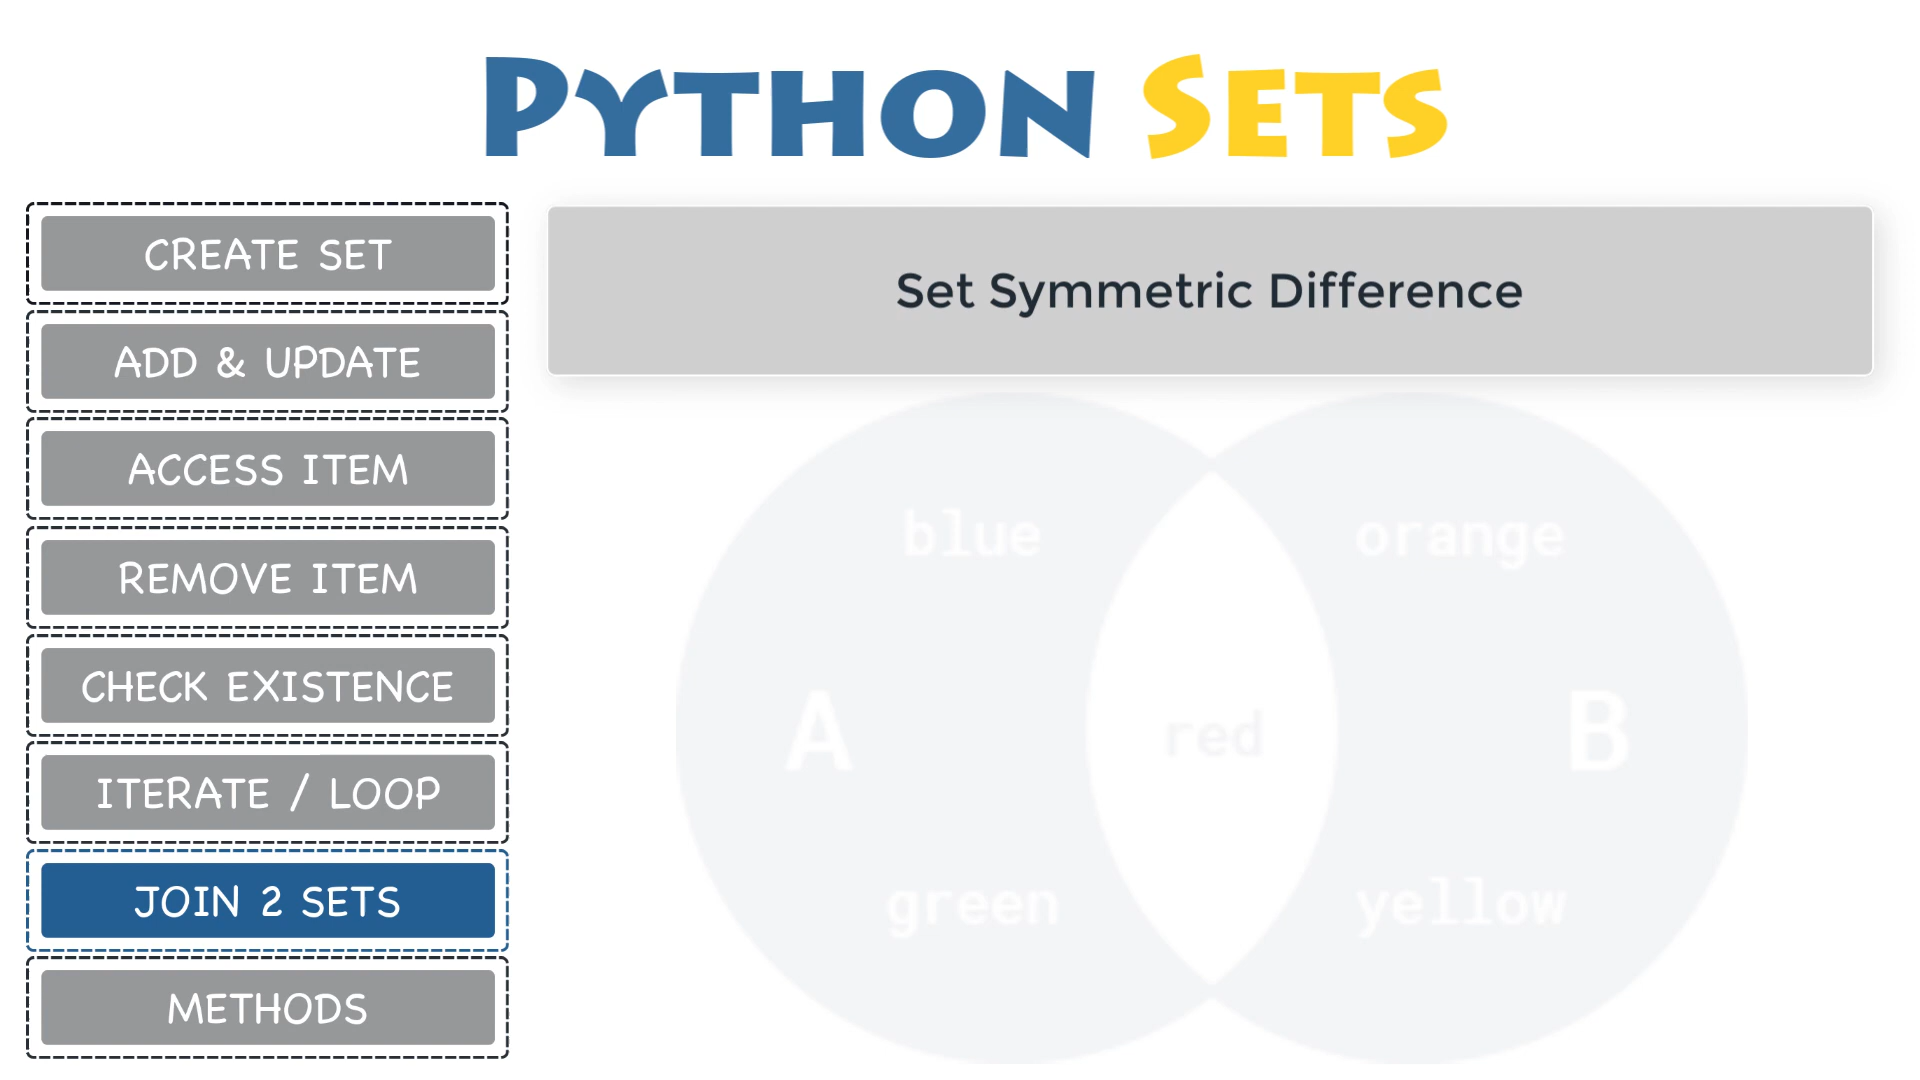 Python Sets
CREATE SET
ADD & UPDATE
ACCESS ITEM
REMOVE ITEM
CHECK EXISTENCE
ITERATE / LOOP
JOIN 2 SETS
METHODS
Set Symmetric Difference
blue
orange
A
red
B
green
yellow